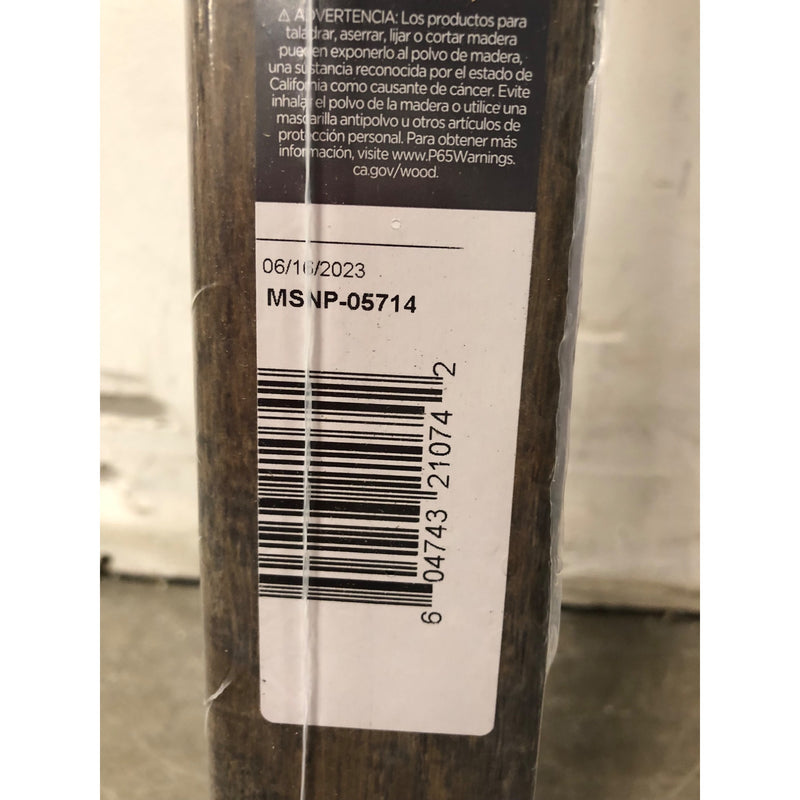 ⚠ ADVERTENCIA: Los productos para
taladrar, aserrar, lijar o cortar madera
pueden exponerlo al polvo de madera,
una sustancia reconocida por el estado de
California como causante de cáncer. Evite
inhalar el polvo de la madera o utilice una
mascarilla antipolvo u otros artículos de
protección personal. Para obtener más
información, visite www.P65Warnings.
ca.gov/wood.
06/16/2023
MSNP-05714
6 04743 21074 2